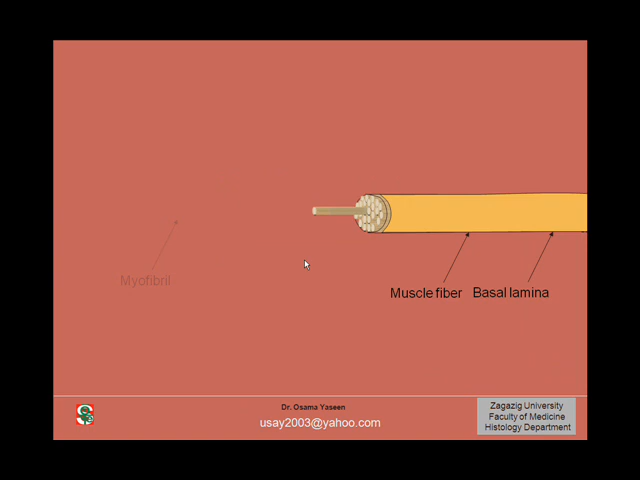 Myofibril
Muscle fiber
Basal lamina
Dr. Osama Yaseen
usay2003@yahoo.com
Zagazig University
Faculty of Medicine
Histology Department